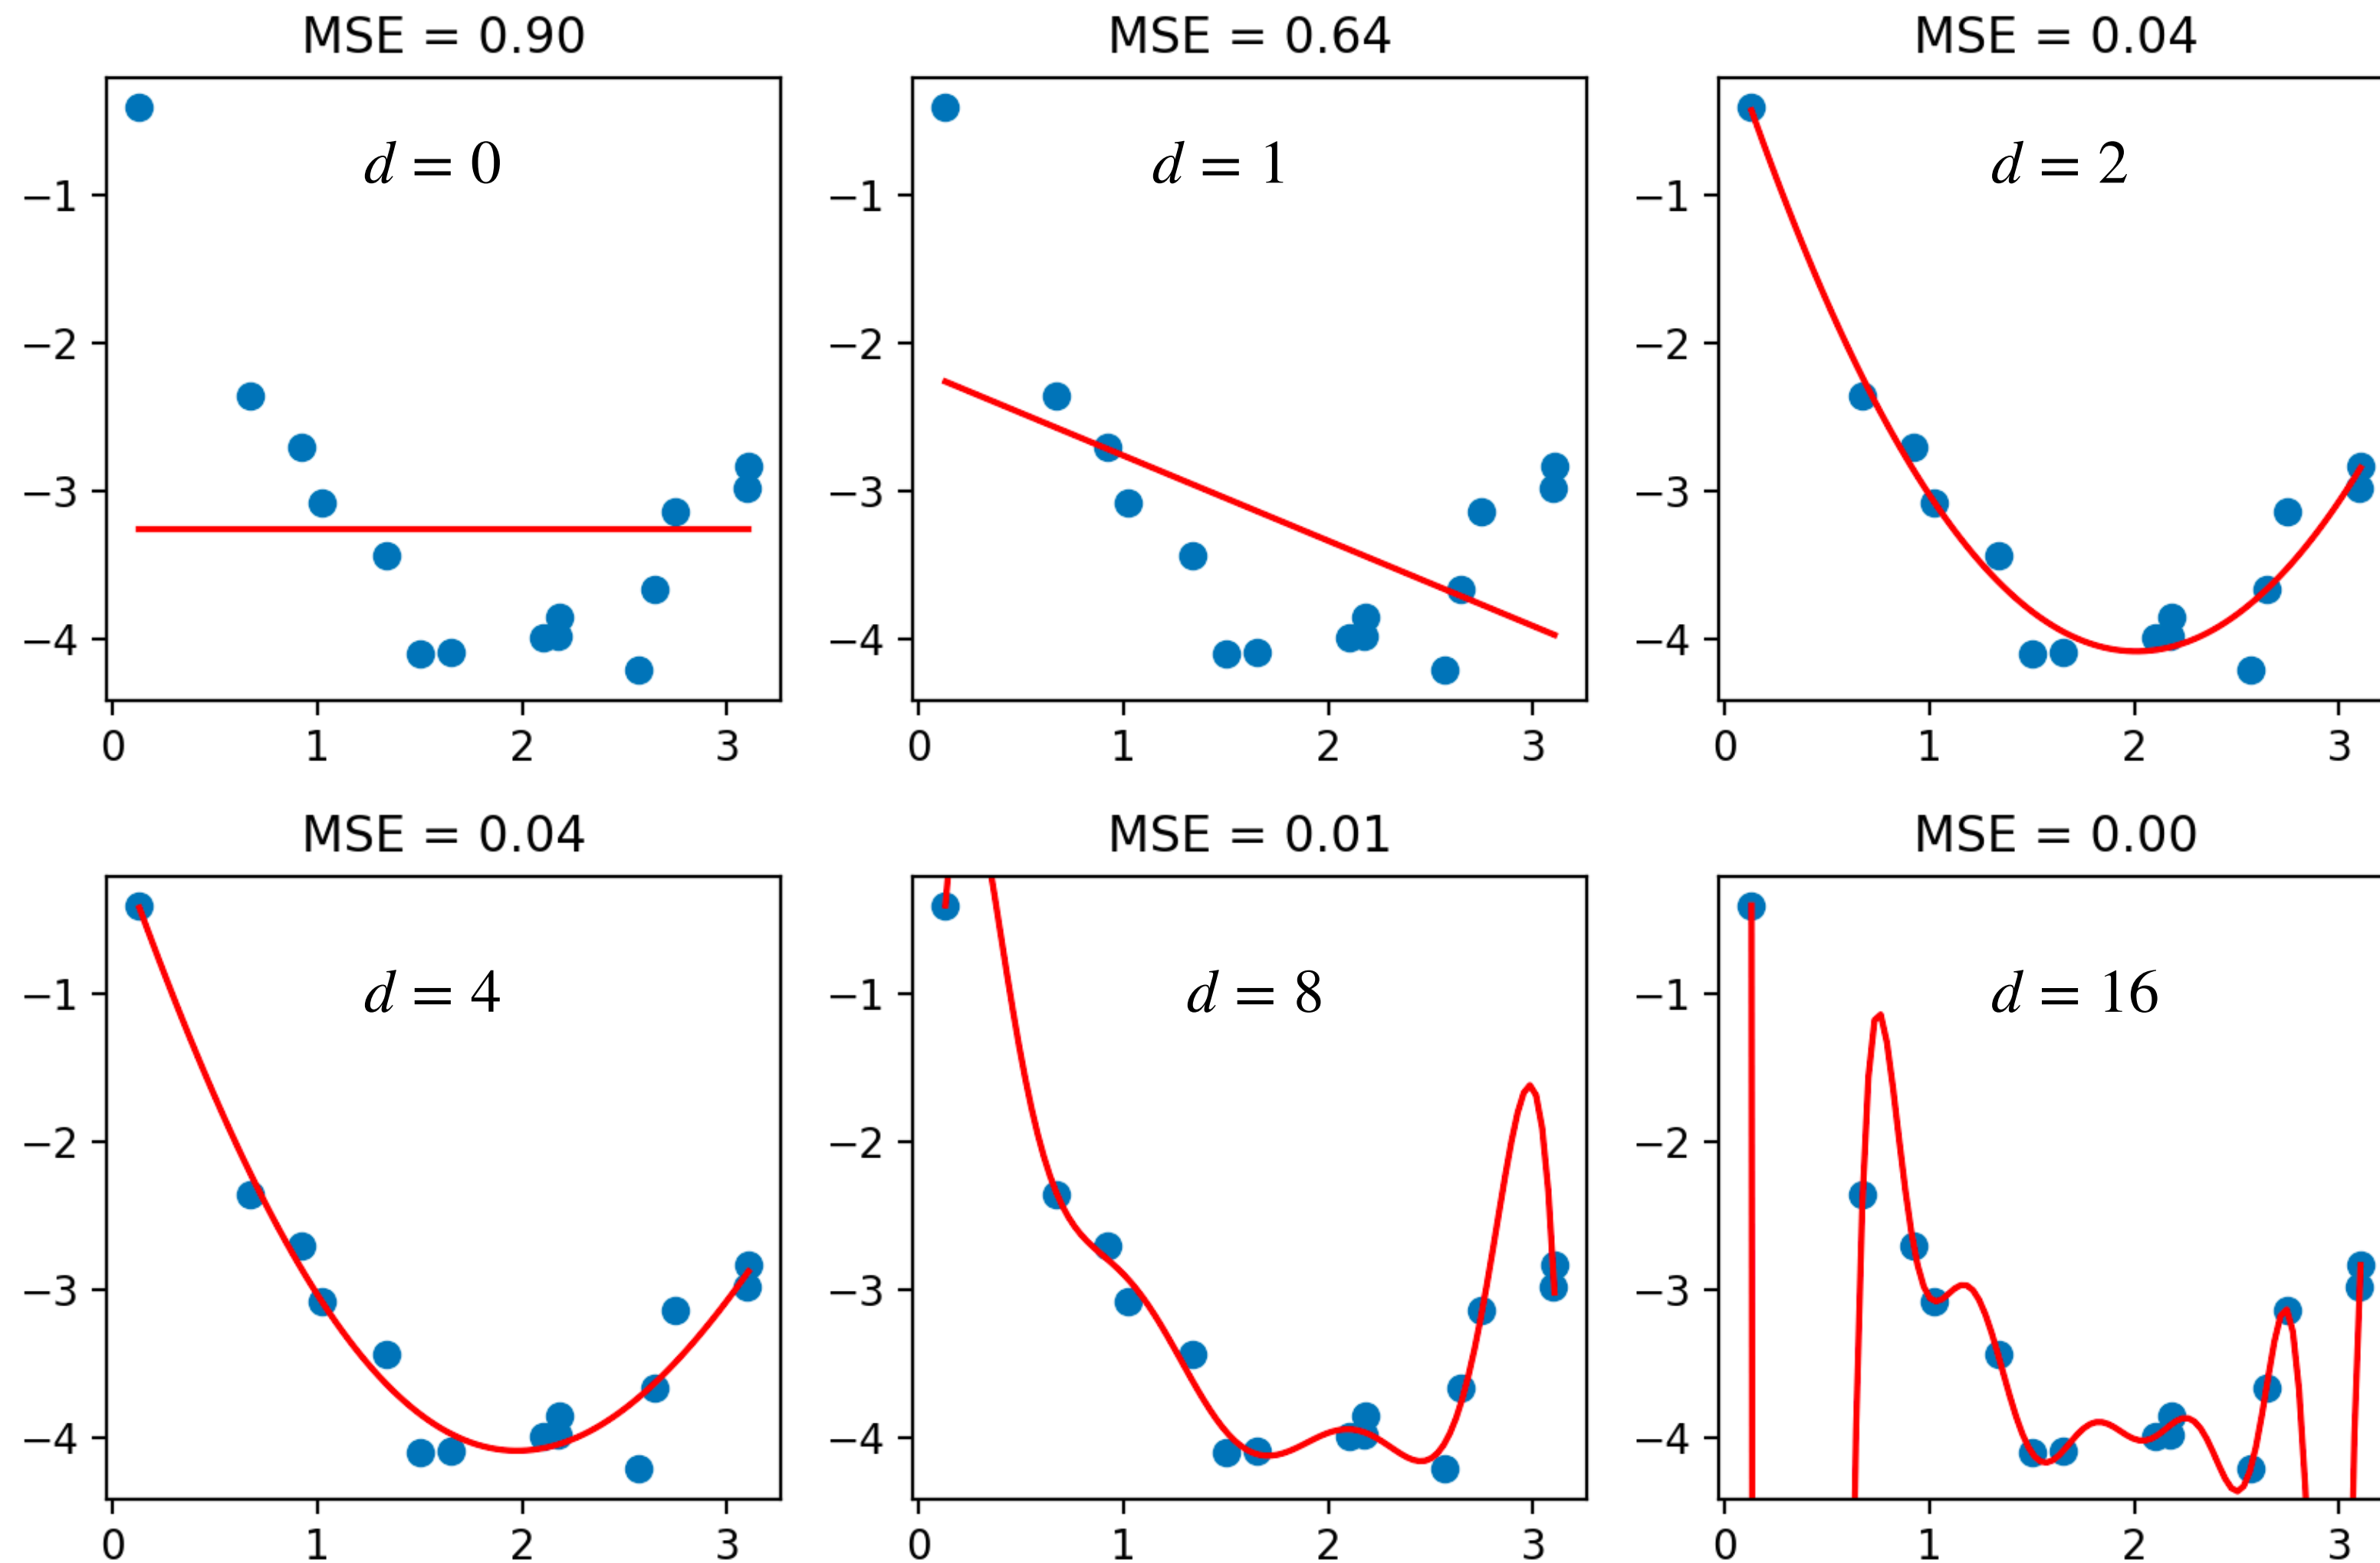 MSE = 0.90 MSE = 0.64 MSE = 0.04
d = 0 d = 1 d = 2
−1 −1 −1
−2 −2 −2
−3 −3 −3
−4 −4 −4
0 1 2 3 0 1 2 3 0 1 2 3
MSE = 0.04 MSE = 0.01 MSE = 0.00
d = 4 d = 8 d = 16
−1 −1 −1
−2 −2 −2
−3 −3 −3
−4 −4 −4
0 1 2 3 0 1 2 3 0 1 2 3